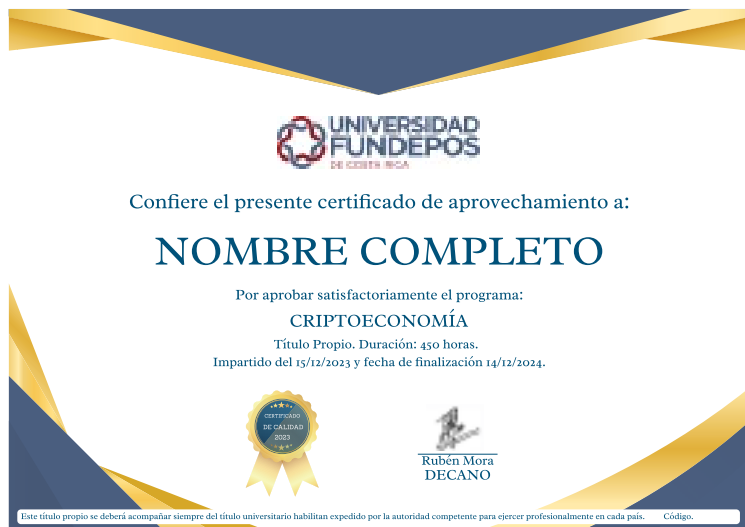 UNIVERSIDAD
FUNDEPOS
DE COSTA RICA
Confiere el presente certificado de aprovechamiento a:
NOMBRE COMPLETO
Por aprobar satisfactoriamente el programa:
CRIPTOECONOMÍA
Título Propio. Duración: 450 horas.
Impartido del 15/12/2023 y fecha de finalización 14/12/2024.
CERTIFICADO
DE CALIDAD
2023
Rubén Mora
DECANO
Este título propio se deberá acompañar siempre del título universitario habilitan expedido por la autoridad competente para ejercer profesionalmente en cada país. Código.